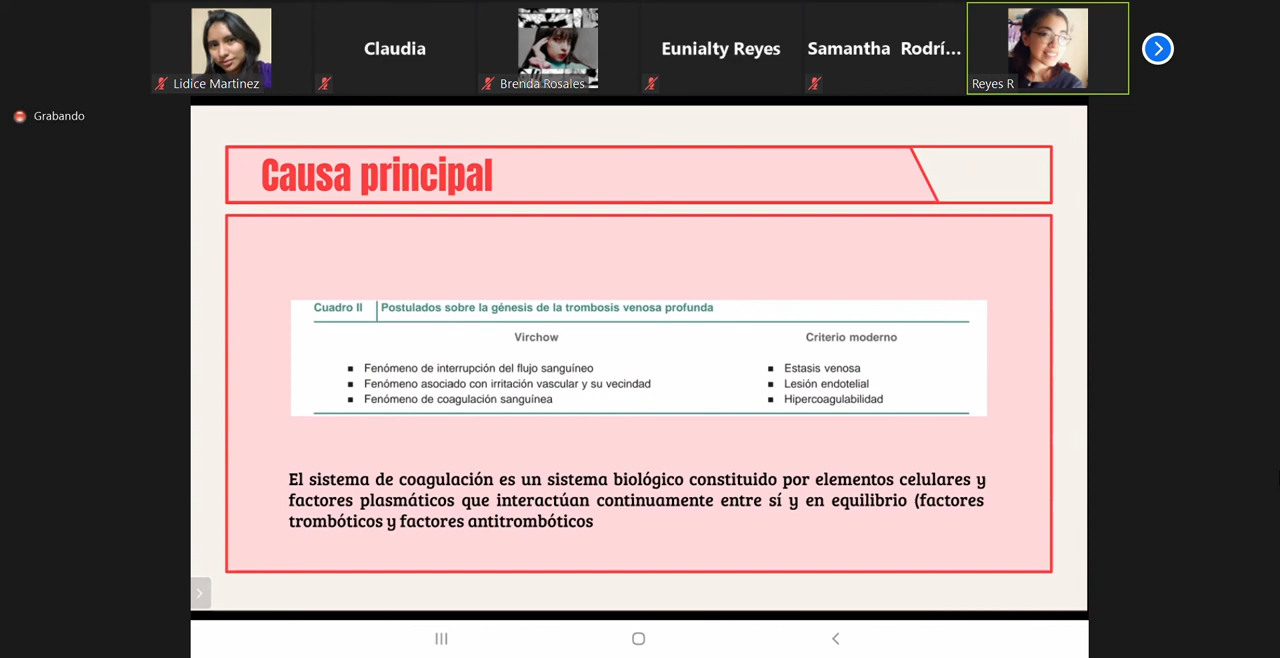 Lidice Martinez
Claudia
Brenda Rosales
Eunialty Reyes
Samantha Rodrí...
Reyes R
Grabando
Causa principal
Cuadro II Postulados sobre la génesis de la trombosis venosa profunda
Virchow Criterio moderno
■ Fenómeno de interrupción del flujo sanguíneo ■ Estasis venosa
■ Fenómeno asociado con irritación vascular y su vecindad ■ Lesión endotelial
■ Fenómeno de coagulación sanguínea ■ Hipercoagulabilidad
El sistema de coagulación es un sistema biológico constituido por elementos celulares y
factores plasmáticos que interactúan continuamente entre sí y en equilibrio (factores
trombóticos y factores antitrombóticos